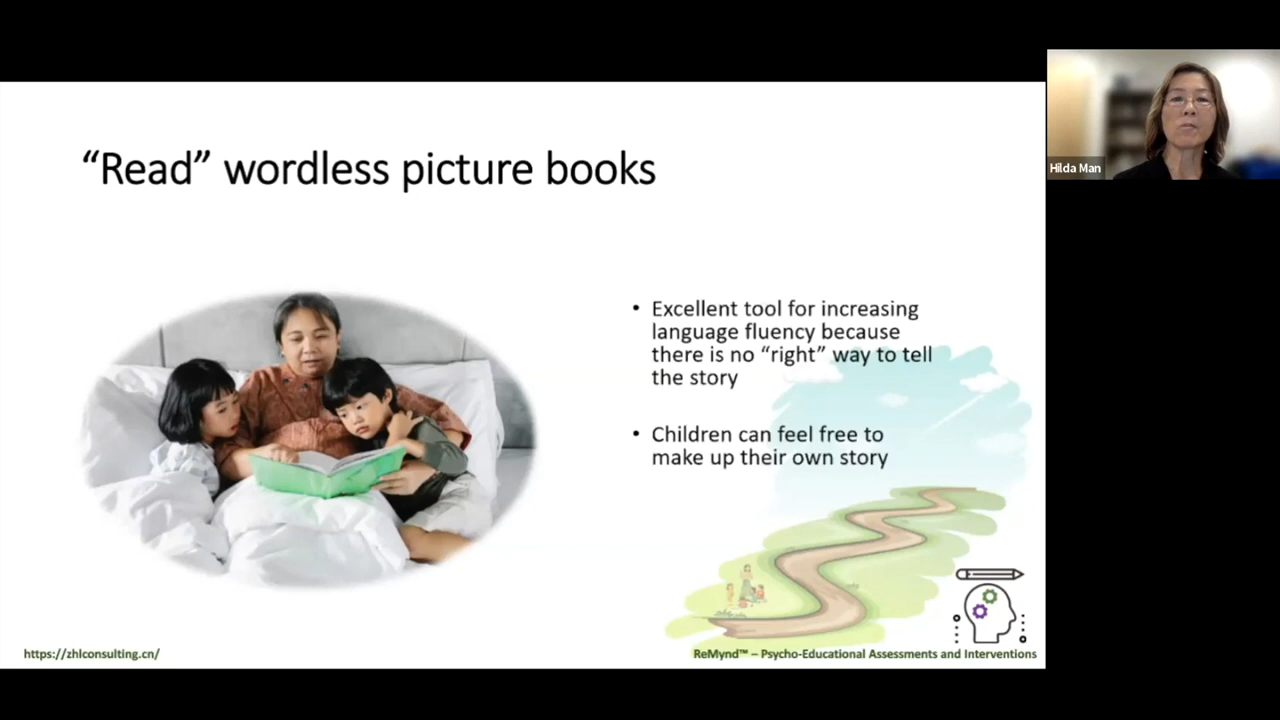 “Read” wordless picture books
Hilda Man
• Excellent tool for increasing
language fluency because
there is no “right” way to tell
the story
• Children can feel free to
make up their own story
https://zhlconsulting.cn/
ReMynd™ – Psycho-Educational Assessments and Interventions